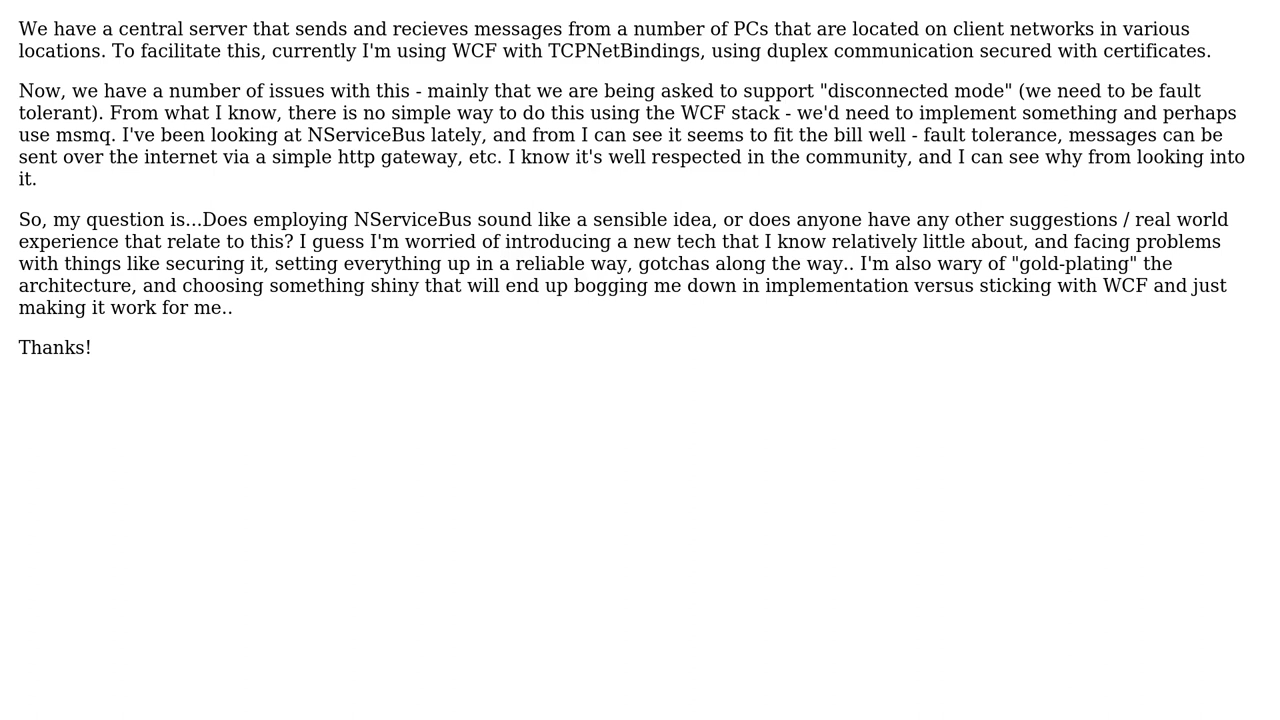 We have a central server that sends and recieves messages from a number of PCs that are located on client networks in various
locations. To facilitate this, currently I'm using WCF with TCPNetBindings, using duplex communication secured with certificates.
Now, we have a number of issues with this - mainly that we are being asked to support "disconnected mode" (we need to be fault
tolerant). From what I know, there is no simple way to do this using the WCF stack - we'd need to implement something and perhaps
use msmq. I've been looking at NServiceBus lately, and from I can see it seems to fit the bill well - fault tolerance, messages can be
sent over the internet via a simple http gateway, etc. I know it's well respected in the community, and I can see why from looking into
it.
So, my question is...Does employing NServiceBus sound like a sensible idea, or does anyone have any other suggestions / real world
experience that relate to this? I guess I'm worried of introducing a new tech that I know relatively little about, and facing problems
with things like securing it, setting everything up in a reliable way, gotchas along the way.. I'm also wary of "gold-plating" the
architecture, and choosing something shiny that will end up bogging me down in implementation versus sticking with WCF and just
making it work for me..
Thanks!